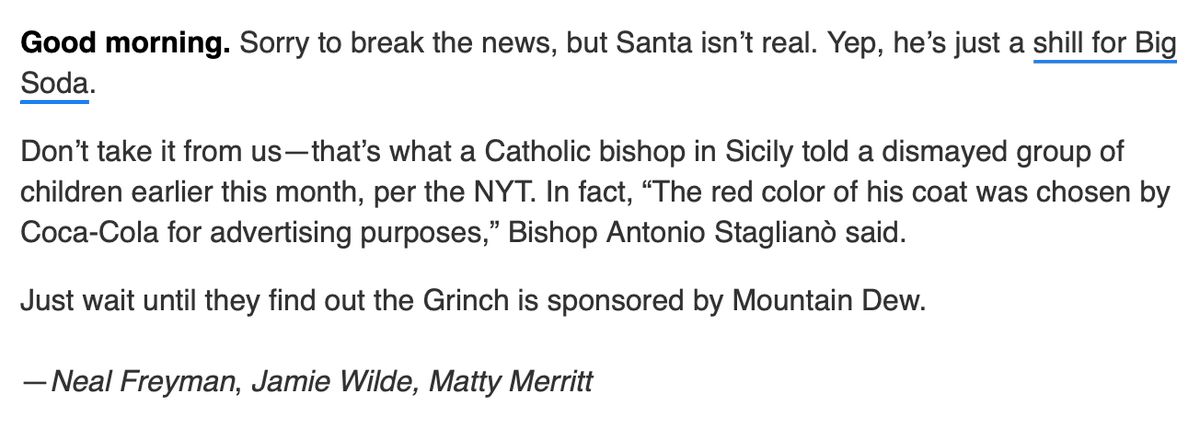 Good morning. Sorry to break the news, but Santa isn’t real. Yep, he’s just a shill for Big
Soda.
Don’t take it from us—that’s what a Catholic bishop in Sicily told a dismayed group of
children earlier this month, per the NYT. In fact, “The red color of his coat was chosen by
Coca-Cola for advertising purposes,” Bishop Antonio Staglianò said.
Just wait until they find out the Grinch is sponsored by Mountain Dew.
—Neal Freyman, Jamie Wilde, Matty Merritt